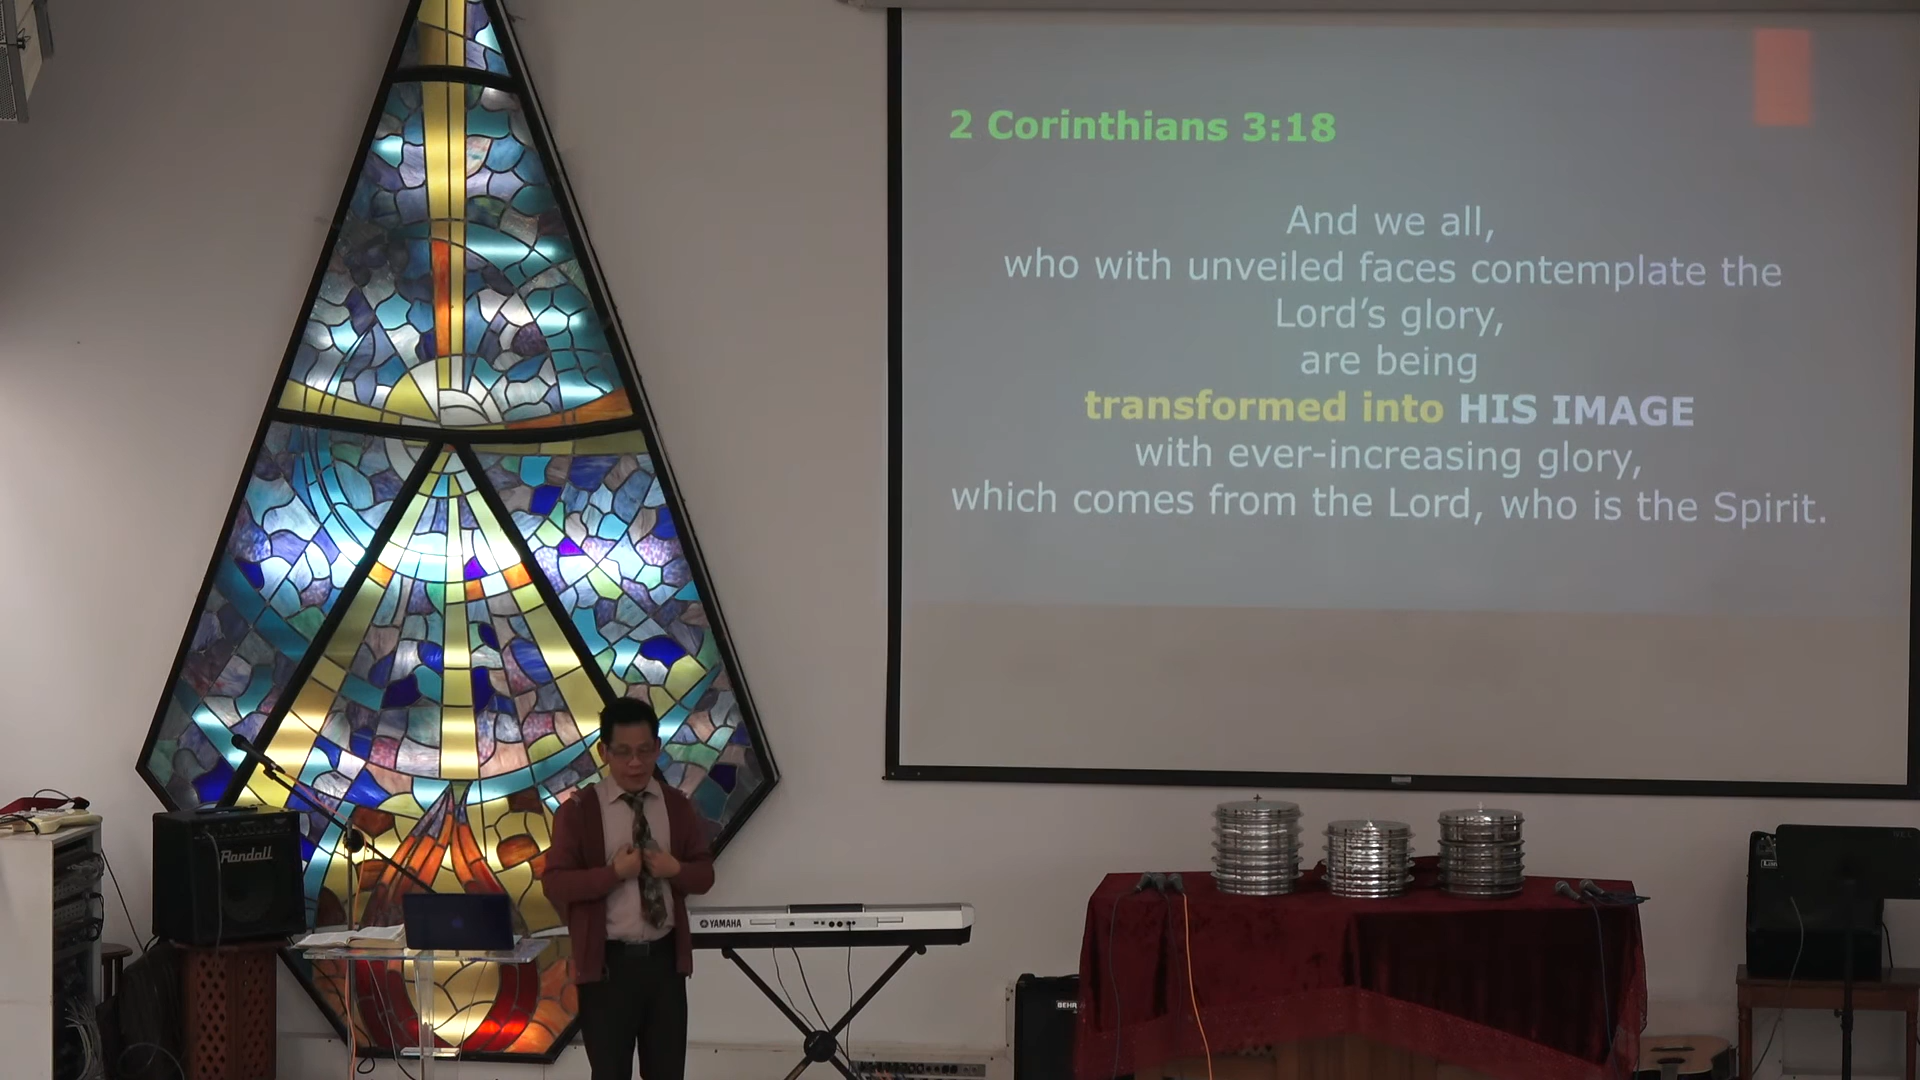 2 Corinthians 3:18
And we all,
who with unveiled faces contemplate the
Lord’s glory,
are being
transformed into HIS IMAGE
with ever-increasing glory,
which comes from the Lord, who is the Spirit.
Randall
YAMAHA
BEHR